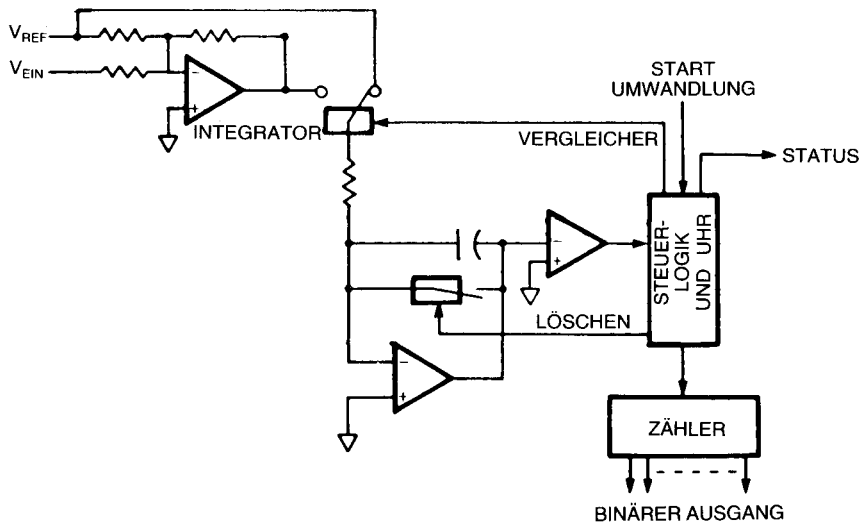 V_REF
V_EIN
START
UMWANDLUNG
INTEGRATOR
VERGLEICHER
STATUS
STEUER-
LOGIK
UND UHR
LÖSCHEN
ZÄHLER
BINÄRER AUSGANG